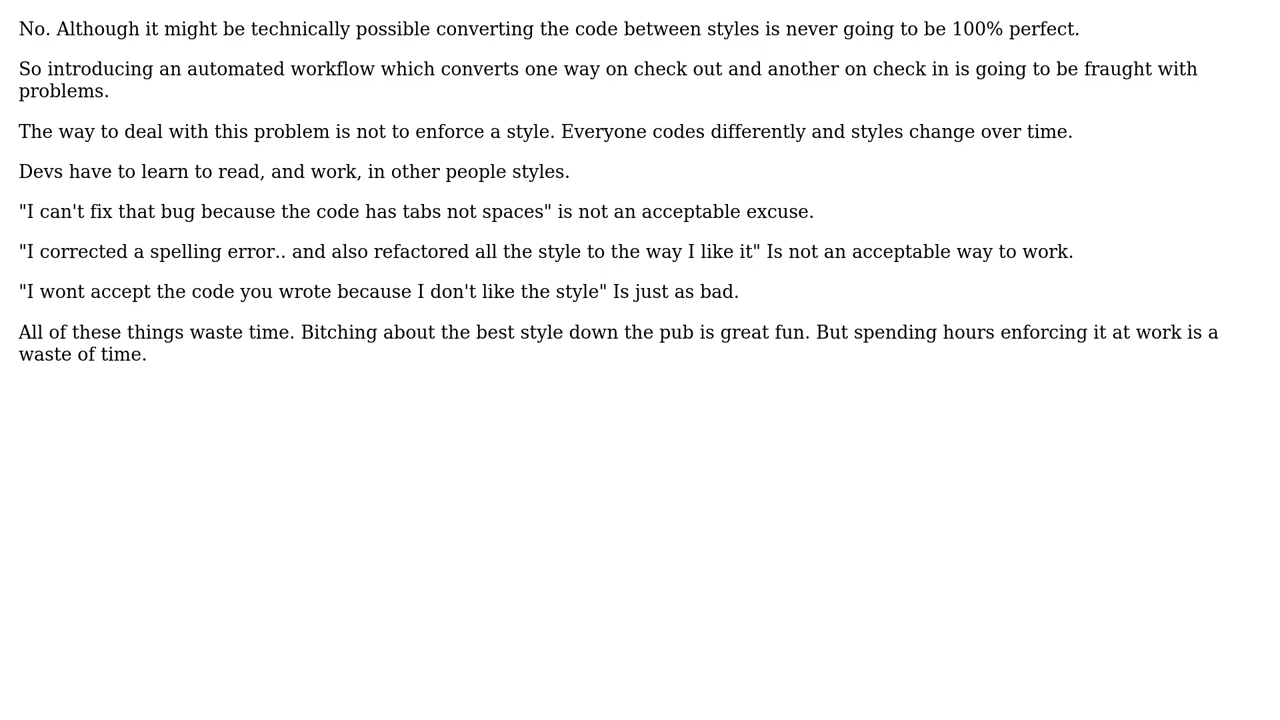 No. Although it might be technically possible converting the code between styles is never going to be 100% perfect.
So introducing an automated workflow which converts one way on check out and another on check in is going to be fraught with
problems.
The way to deal with this problem is not to enforce a style. Everyone codes differently and styles change over time.
Devs have to learn to read, and work, in other people styles.
"I can't fix that bug because the code has tabs not spaces" is not an acceptable excuse.
"I corrected a spelling error.. and also refactored all the style to the way I like it" Is not an acceptable way to work.
"I wont accept the code you wrote because I don't like the style" Is just as bad.
All of these things waste time. Bitching about the best style down the pub is great fun. But spending hours enforcing it at work is a
waste of time.